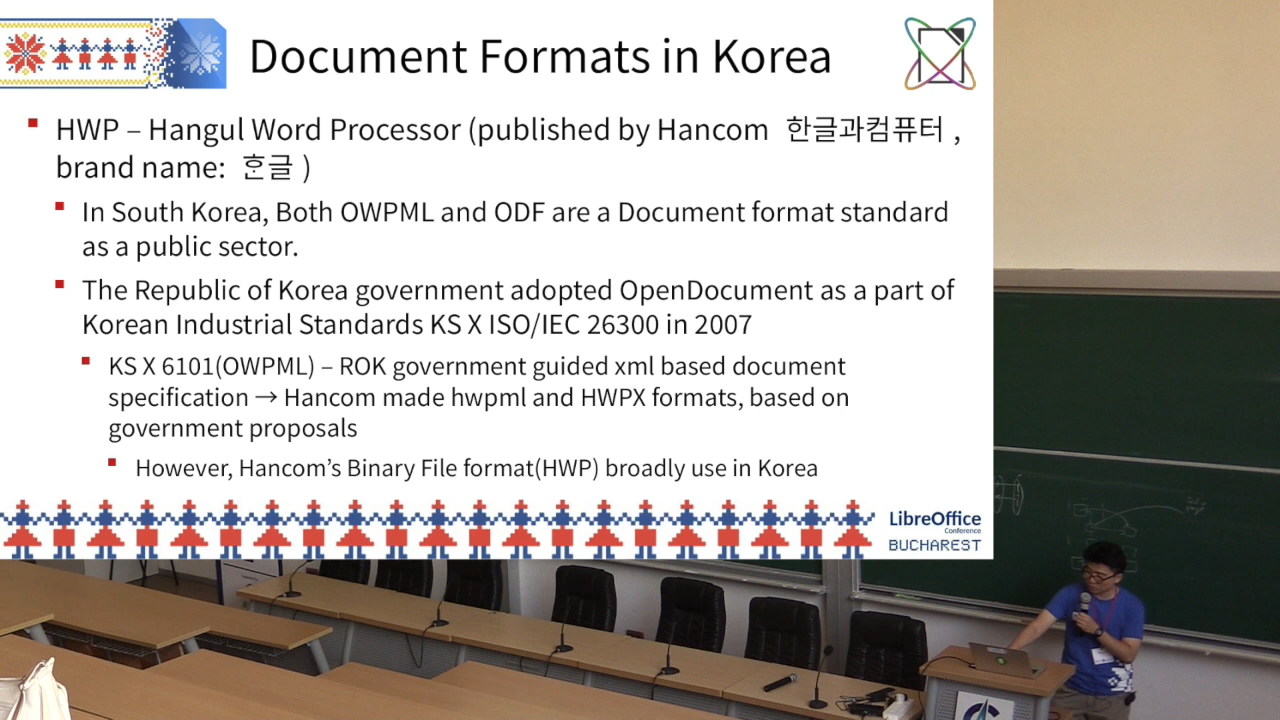 Document Formats in Korea
HWP – Hangul Word Processor (published by Hancom 한글과컴퓨터 ,
brand name: ᄒᆞᆫ글 )
In South Korea, Both OWPML and ODF are a Document format standard
as a public sector.
The Republic of Korea government adopted OpenDocument as a part of
Korean Industrial Standards KS X ISO/IEC 26300 in 2007
KS X 6101(OWPML) – ROK government guided xml based document
specification → Hancom made hwpml and HWPX formats, based on
government proposals
However, Hancom’s Binary File format(HWP) broadly use in Korea
LibreOffice
Conference
BUCHAREST